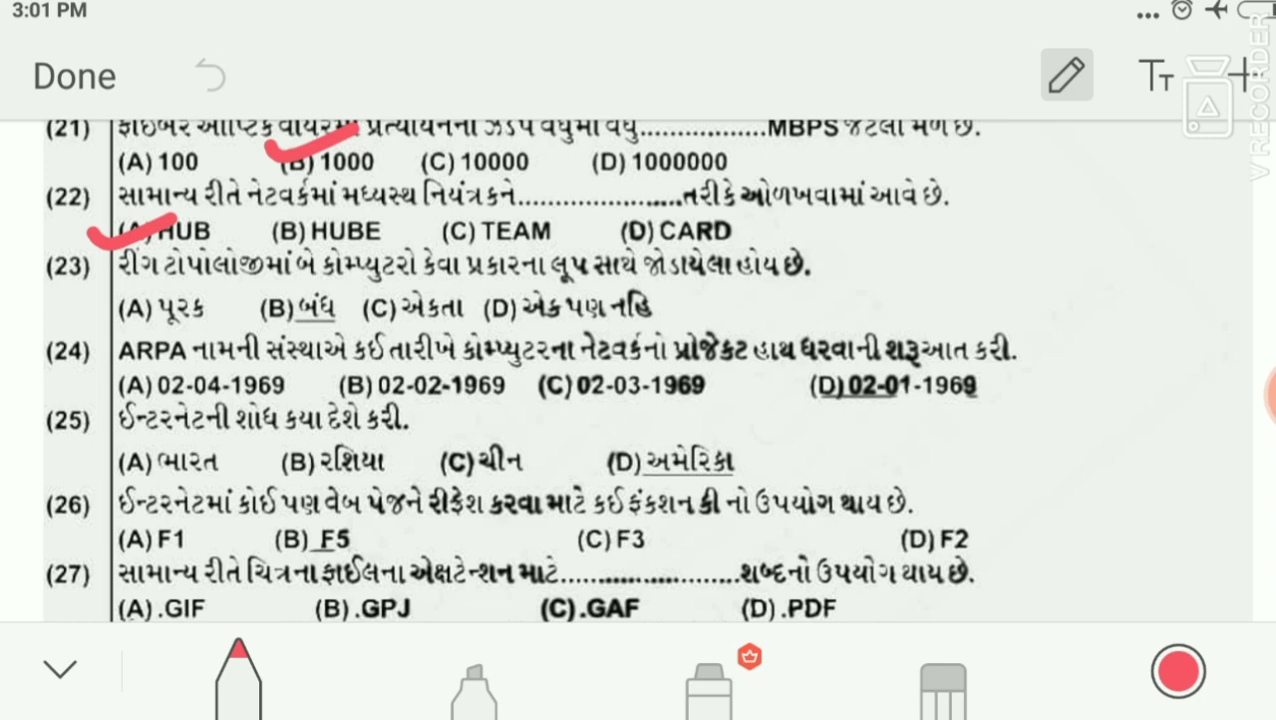 3:01 PM
Done
(21) ફાઈબર ઓપ્ટિક વાયરમાં પ્રત્યાયનની ઝડપ વધુમાં વધુ.................MBPS જેટલી મળે છે.
(A) 100 (B) 1000 (C) 10000 (D) 1000000
(22) સામાન્ય રીતે નેટવર્કમાં મધ્યસ્થ નિયંત્રકને.......................તરીકે ઓળખવામાં આવે છે.
(A) HUB (B) HUBE (C) TEAM (D) CARD
(23) રીંગ ટોપોલોજીમાં બે કોમ્પ્યુટરો કેવા પ્રકારના લૂપ સાથે જોડાયેલા હોય છે.
(A) પૂરક (B) બંધ (C) એકતા (D) એક પણ નહિ
(24) ARPA નામની સંસ્થાએ કઈ તારીખે કોમ્પ્યુટરના નેટવર્કનો પ્રોજેકટ હાથ ધરવાની શરૂઆત કરી.
(A) 02-04-1969 (B) 02-02-1969 (C) 02-03-1969 (D) 02-01-1969
(25) ઈન્ટરનેટની શોધ કયા દેશે કરી.
(A) ભારત (B) રશિયા (C) ચીન (D) અમેરિકા
(26) ઈન્ટરનેટમાં કોઈ પણ વેબ પેજને રીફ્રેશ કરવા માટે કઈ ફંકશન કી નો ઉપયોગ થાય છે.
(A) F1 (B) F5 (C) F3 (D) F2
(27) સામાન્ય રીતે ચિત્રના ફાઈલના એક્ષટેન્શન માટે.......................શબ્દનો ઉપયોગ થાય છે.
(A) .GIF (B) .GPJ (C) .GAF (D) .PDF
V RECORDER